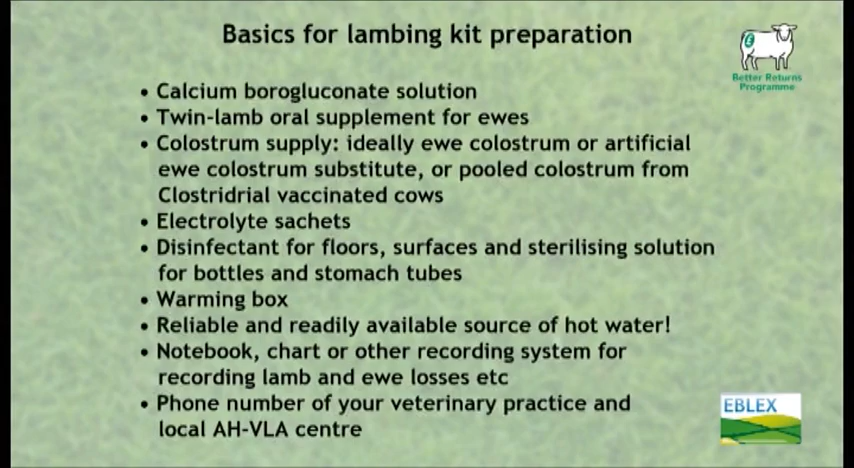 Basics for lambing kit preparation
Better Returns
Programme
• Calcium borogluconate solution
• Twin-lamb oral supplement for ewes
• Colostrum supply: ideally ewe colostrum or artificial
ewe colostrum substitute, or pooled colostrum from
Clostridrial vaccinated cows
• Electrolyte sachets
• Disinfectant for floors, surfaces and sterilising solution
for bottles and stomach tubes
• Warming box
• Reliable and readily available source of hot water!
• Notebook, chart or other recording system for
recording lamb and ewe losses etc
• Phone number of your veterinary practice and
local AH-VLA centre
EBLEX